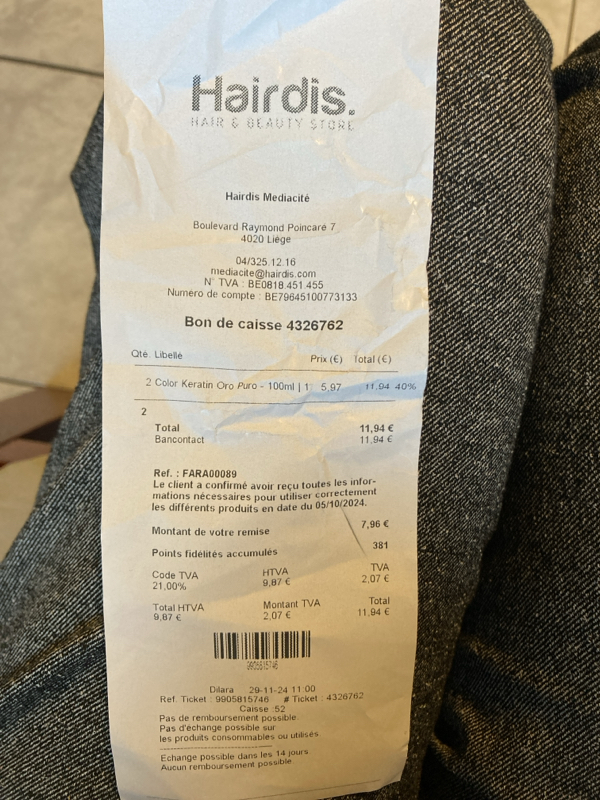 Hairdis.
HAIR & BEAUTY STORE
Hairdis Mediacité
Boulevard Raymond Poincaré 7
4020 Liège
04/325.12.16
mediacite@hairdis.com
N° TVA : BE0818.451.455
Numéro de compte : BE79645100773133
Bon de caisse 4326762
Qté. Libellé Prix (€) Total (€)
2 Color Keratin Oro Puro - 100ml | 1 5,97 11,94 40%
2
Total 11,94 €
Bancontact 11,94 €
Ref. : FARA00089
Le client a confirmé avoir reçu toutes les infor-
mations nécessaires pour utiliser correctement
les différents produits en date du 05/10/2024.
Montant de votre remise 7,96 €
Points fidélités accumulés 381
Code TVA HTVA TVA
21,00% 9,87 € 2,07 €
Total HTVA Montant TVA Total
9,87 € 2,07 € 11,94 €
9905815746
Dilara 29-11-24 11:00
Ref. Ticket : 9905815746 # Ticket : 4326762
Caisse :52
Pas de remboursement possible.
Pas d'échange possible sur
les produits consommables ou utilisés.
Echange possible dans les 14 jours.
Aucun remboursement possible.